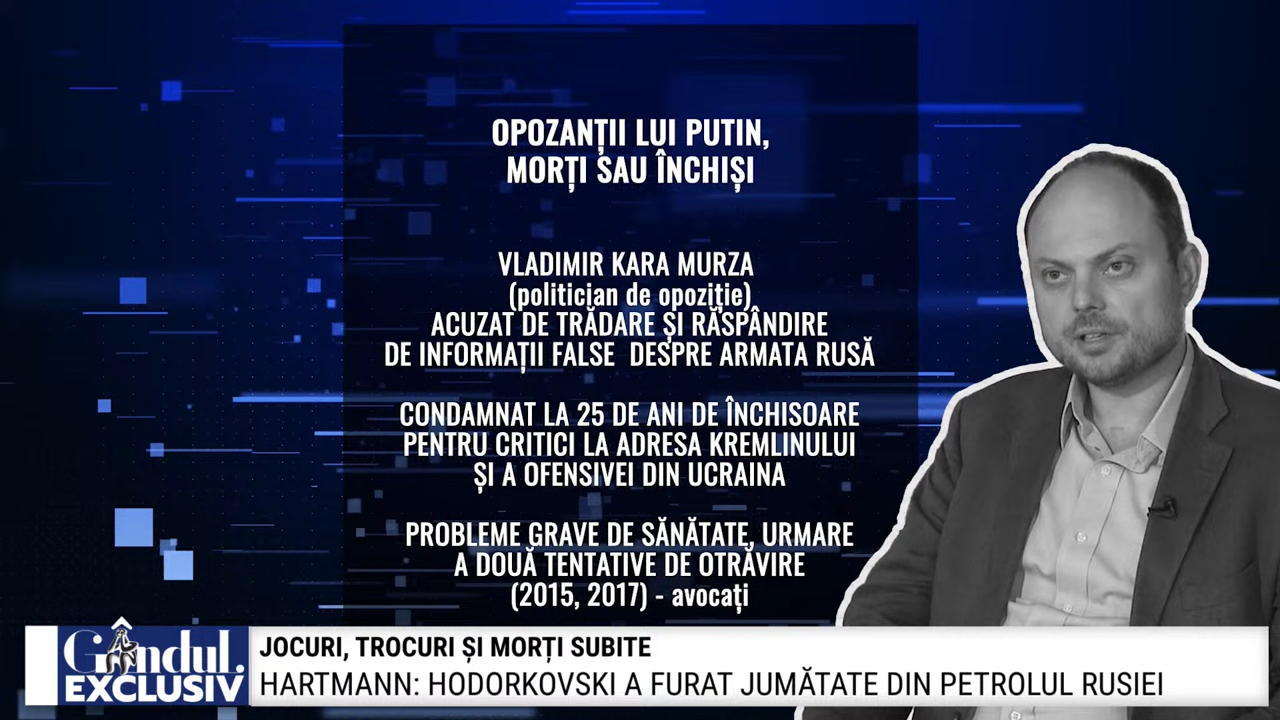 OPOZANȚII LUI PUTIN,
MORȚI SAU ÎNCHIȘI
VLADIMIR KARA MURZA
(politician de opoziție)
ACUZAT DE TRĂDARE ȘI RĂSPÂNDIRE
DE INFORMAȚII FALSE DESPRE ARMATA RUSĂ
CONDAMNAT LA 25 DE ANI DE ÎNCHISOARE
PENTRU CRITICI LA ADRESA KREMLINULUI
ȘI A OFENSIVEI DIN UCRAINA
PROBLEME GRAVE DE SĂNĂTATE, URMARE
A DOUĂ TENTATIVE DE OTRĂVIRE
(2015, 2017) - avocați
Gândul.
EXCLUSIV
JOCURI, TROCURI ȘI MORȚI SUBITE
HARTMANN: HODORKOVSKI A FURAT JUMĂTATE DIN PETROLUL RUSIEI